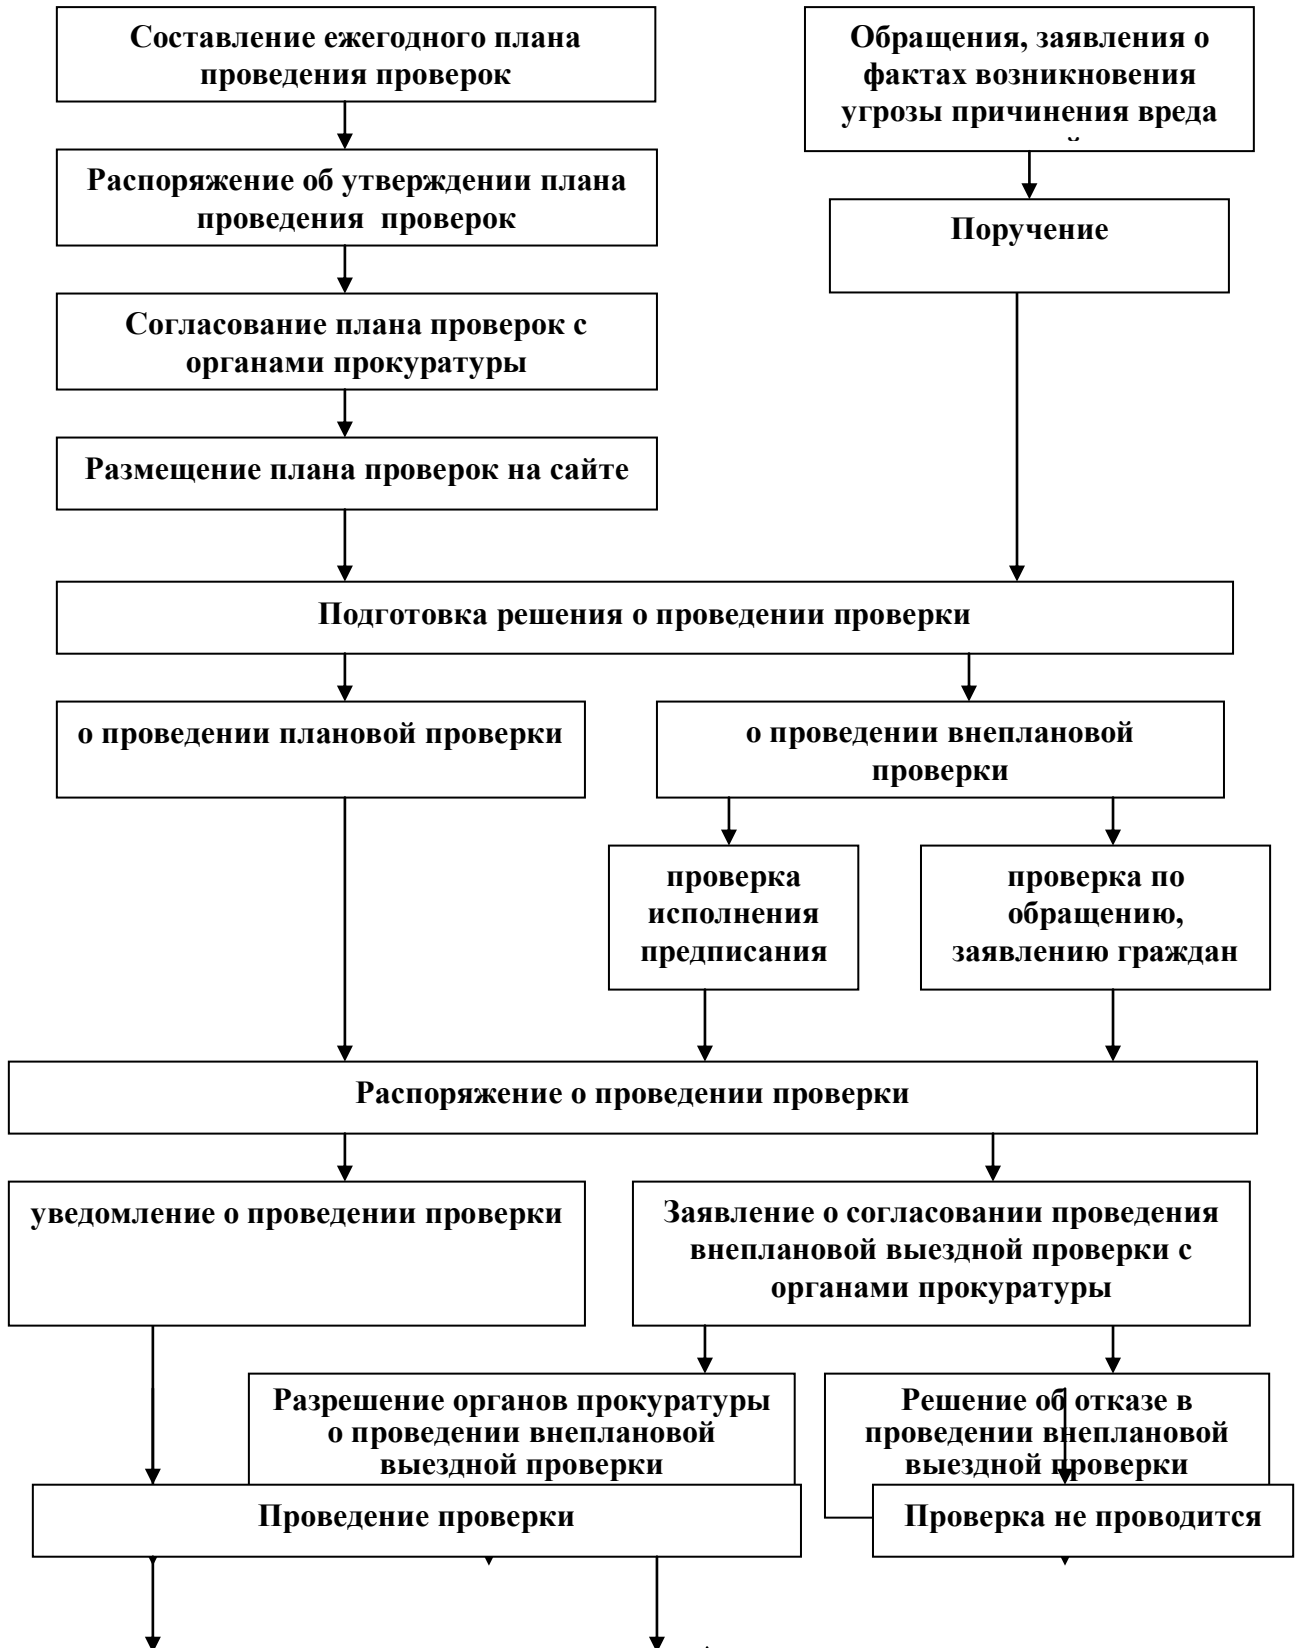 Составление ежегодного плана
проведения проверок
Обращения, заявления о
фактах возникновения
угрозы причинения вреда
Распоряжение об утверждении плана
проведения проверок
Поручение
Согласование плана проверок с
органами прокуратуры
Размещение плана проверок на сайте
Подготовка решения о проведении проверки
о проведении плановой проверки
о проведении внеплановой
проверки
проверка
исполнения
предписания
проверка по
обращению,
заявлению граждан
Распоряжение о проведении проверки
уведомление о проведении проверки
Заявление о согласовании проведения
внеплановой выездной проверки с
органами прокуратуры
Разрешение органов прокуратуры
о проведении внеплановой
выездной проверки
Решение об отказе в
проведении внеплановой
выездной проверки
Проведение проверки
Проверка не проводится